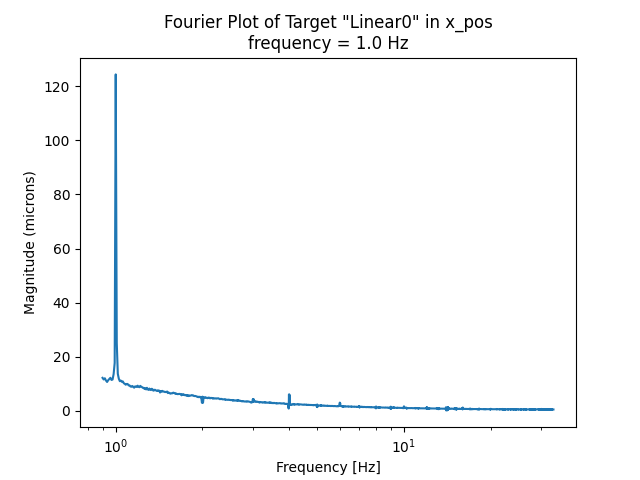 Fourier Plot of Target "Linear0" in x_pos
frequency = 1.0 Hz
Magnitude (microns)
120
100
80
60
40
20
0
10⁰
10¹
Frequency [Hz]